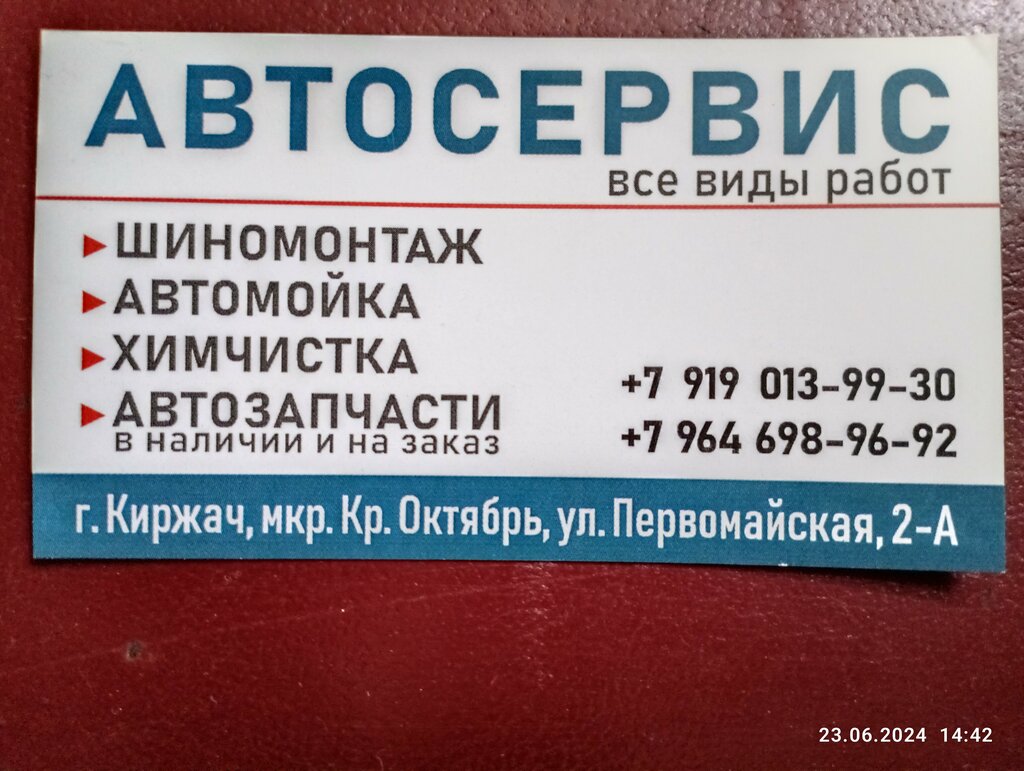 АВТОСЕРВИС
все виды работ
ШИНОМОНТАЖ
АВТОМОЙКА
ХИМЧИСТКА
АВТОЗАПЧАСТИ
в наличии и на заказ
+7 919 013-99-30
+7 964 698-96-92
г. Киржач, мкр. Кр. Октябрь, ул. Первомайская, 2-А
23.06.2024 14:42